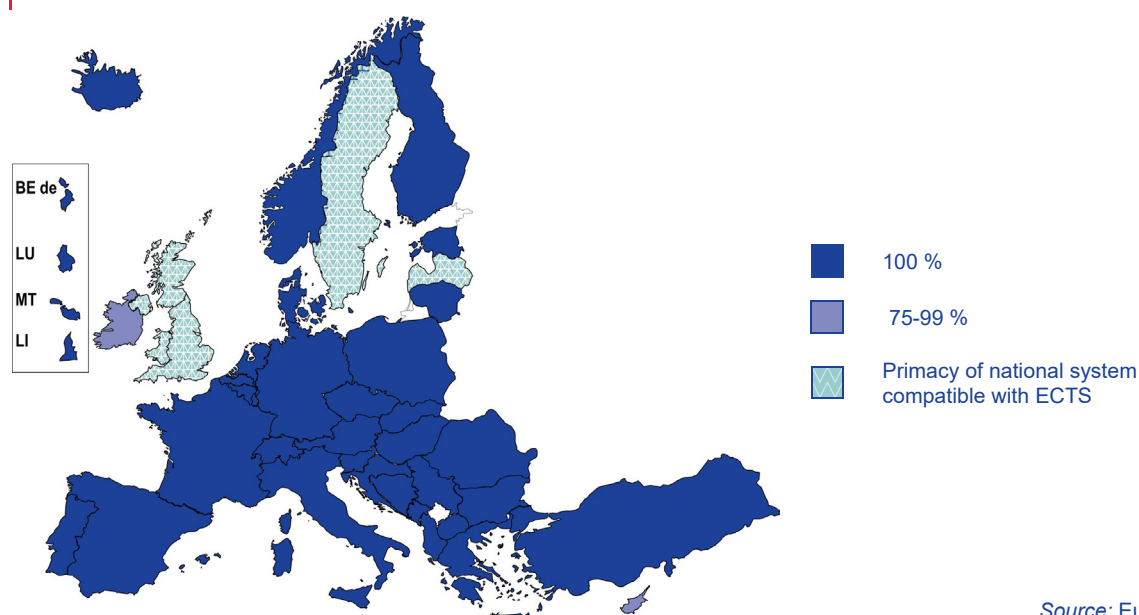 BE de
LU
MT
LI
100 %
75-99 %
Primacy of national system
compatible with ECTS
Source: